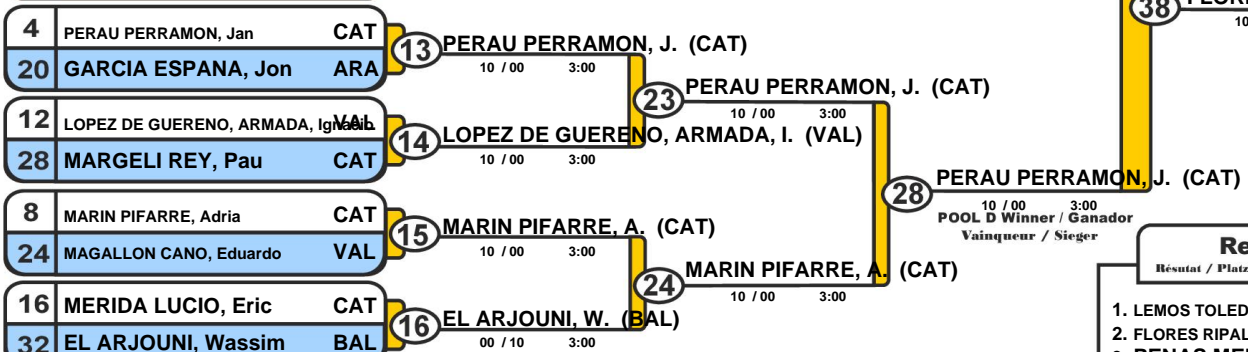 38
10
4 PERAU PERRAMON, Jan CAT
20 GARCIA ESPANA, Jon ARA
13 PERAU PERRAMON, J. (CAT)
10 / 00 3:00
23 PERAU PERRAMON, J. (CAT)
10 / 00 3:00
12 LOPEZ DE GUERENO, ARMADA, Ignasio VAL
28 MARGELI REY, Pau CAT
14 LOPEZ DE GUERENO, ARMADA, I. (VAL)
10 / 00 3:00
28 PERAU PERRAMON, J. (CAT)
10 / 00 3:00
POOL D Winner / Ganador
Vainqueur / Sieger
8 MARIN PIFARRE, Adria CAT
24 MAGALLON CANO, Eduardo VAL
15 MARIN PIFARRE, A. (CAT)
10 / 00 3:00
24 MARIN PIFARRE, A. (CAT)
10 / 00 3:00
16 MERIDA LUCIO, Eric CAT
32 EL ARJOUNI, Wassim BAL
16 EL ARJOUNI, W. (BAL)
00 / 10 3:00
Re
Résutat / Platz
1. LEMOS TOLED
2. FLORES RIPAL